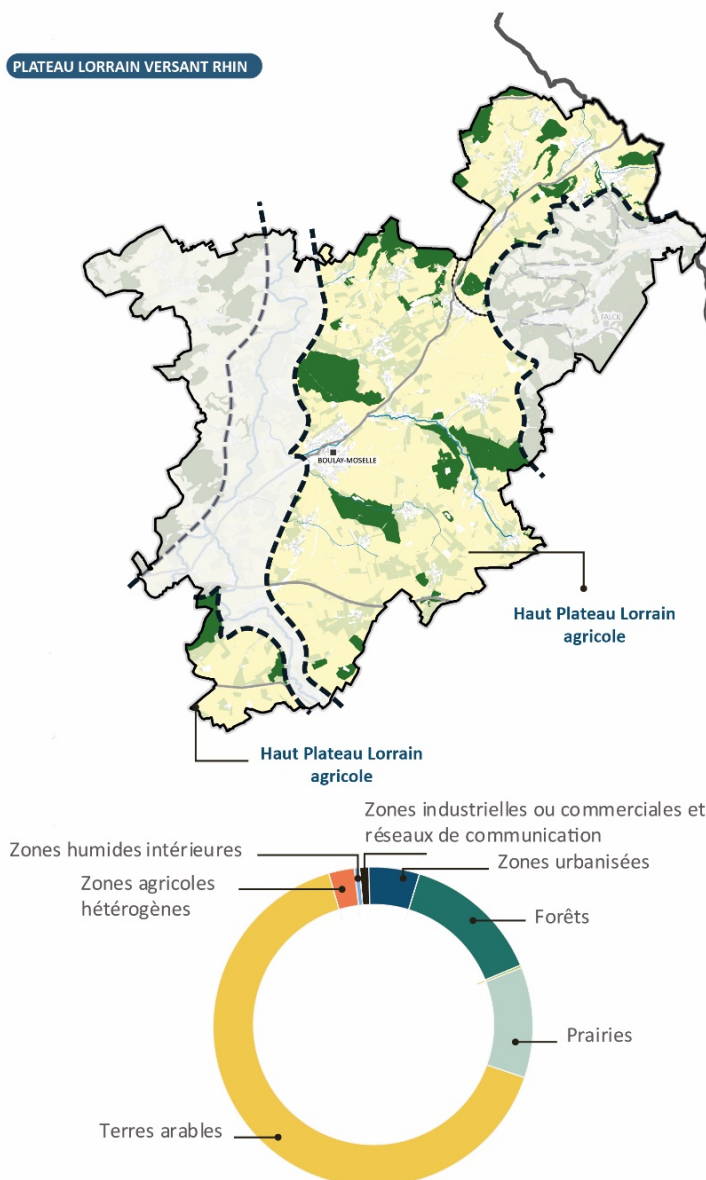 PLATEAU LORRAIN VERSANT RHIN
FALCK
BOULAY-MOSELLE
Haut Plateau Lorrain
agricole
Haut Plateau Lorrain
agricole
Zones industrielles ou commerciales et
réseaux de communication
Zones humides intérieures
Zones urbanisées
Zones agricoles
hétérogènes
Forêts
Prairies
Terres arables